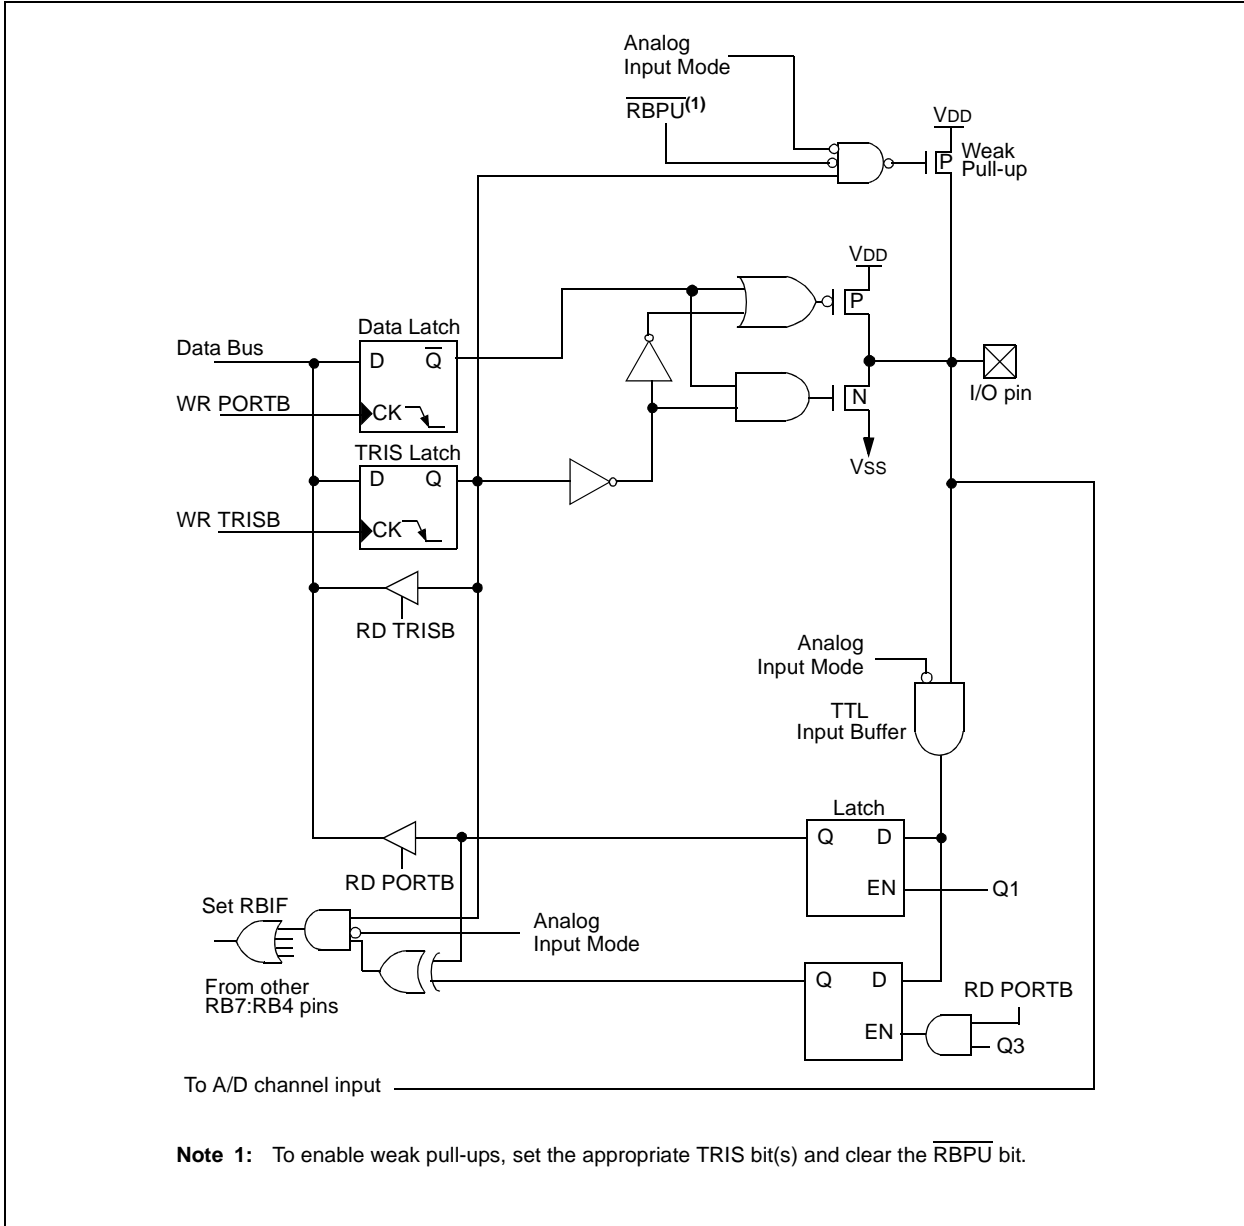 Analog
Input Mode
RBPU(1)
VDD
Weak
Pull-up
P
VDD
P
Data Latch
Data Bus
D
Q
WR PORTB
CK
N
I/O pin
TRIS Latch
VSS
D
Q
WR TRISB
CK
RD TRISB
Analog
Input Mode
TTL
Input Buffer
Latch
Q
D
RD PORTB
EN
Q1
Set RBIF
Analog
Input Mode
From other
RB7:RB4 pins
Q
D
RD PORTB
EN
Q3
To A/D channel input
Note 1: To enable weak pull-ups, set the appropriate TRIS bit(s) and clear the RBPU bit.